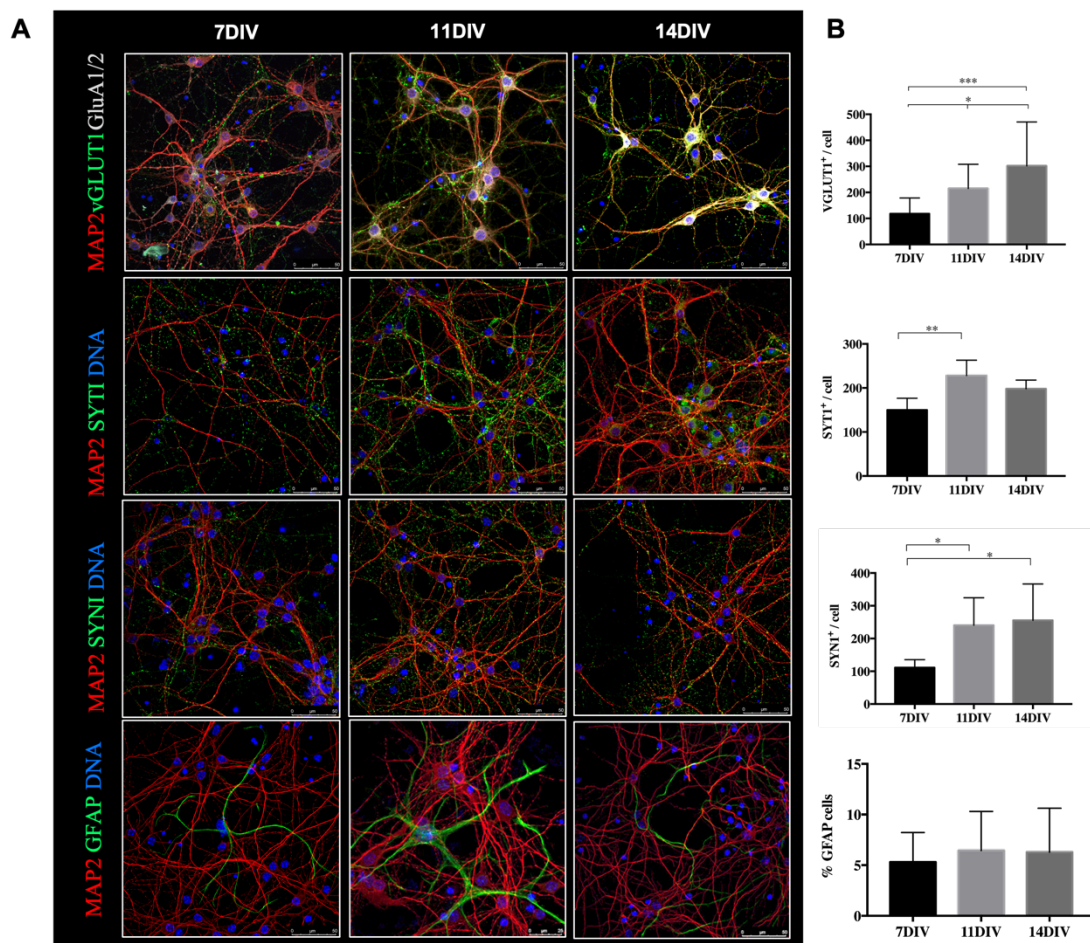 A
7DIV 11DIV 14DIV
MAP2 vGLUT1 GluA1/2
MAP2 SYTI DNA
MAP2 SYNI DNA
MAP2 GFAP DNA
B
***
*
500
400
300
200
100
0
VGLUT1+ / cell
7DIV 11DIV 14DIV
**
300
200
100
0
SYT1+ / cell
7DIV 11DIV 14DIV
*
*
400
300
200
100
0
SYN1+ / cell
7DIV 11DIV 14DIV
15
10
5
0
% GFAP cells
7DIV 11DIV 14DIV